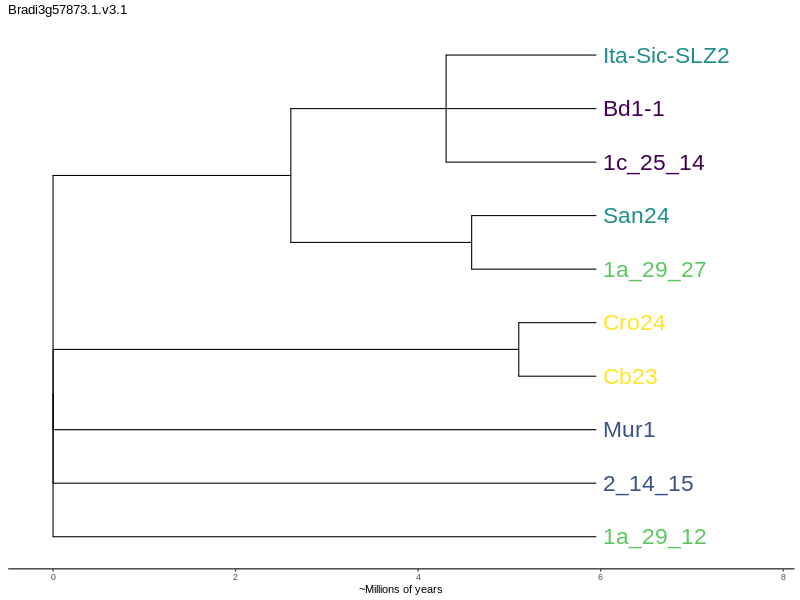 Bradi3g57873.1.v3.1
Ita-Sic-SLZ2
Bd1-1
1c_25_14
San24
1a_29_27
Cro24
Cb23
Mur1
2_14_15
1a_29_12
0 2 4 6 8
~Millions of years